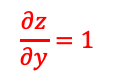 ∂z/∂y = 1